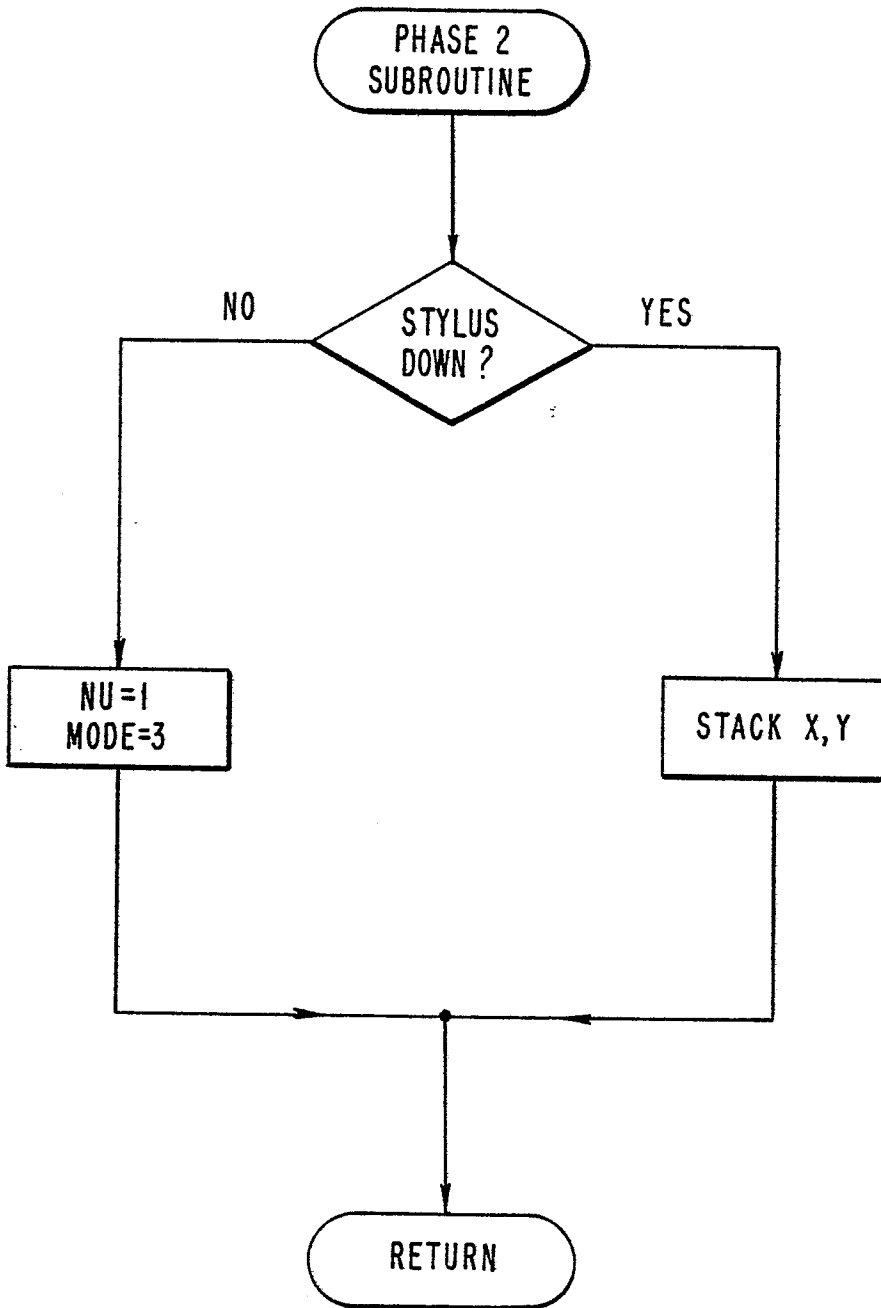 PHASE 2
SUBROUTINE
NO
YES
STYLUS
DOWN ?
NU=1
MODE=3
STACK X,Y
RETURN